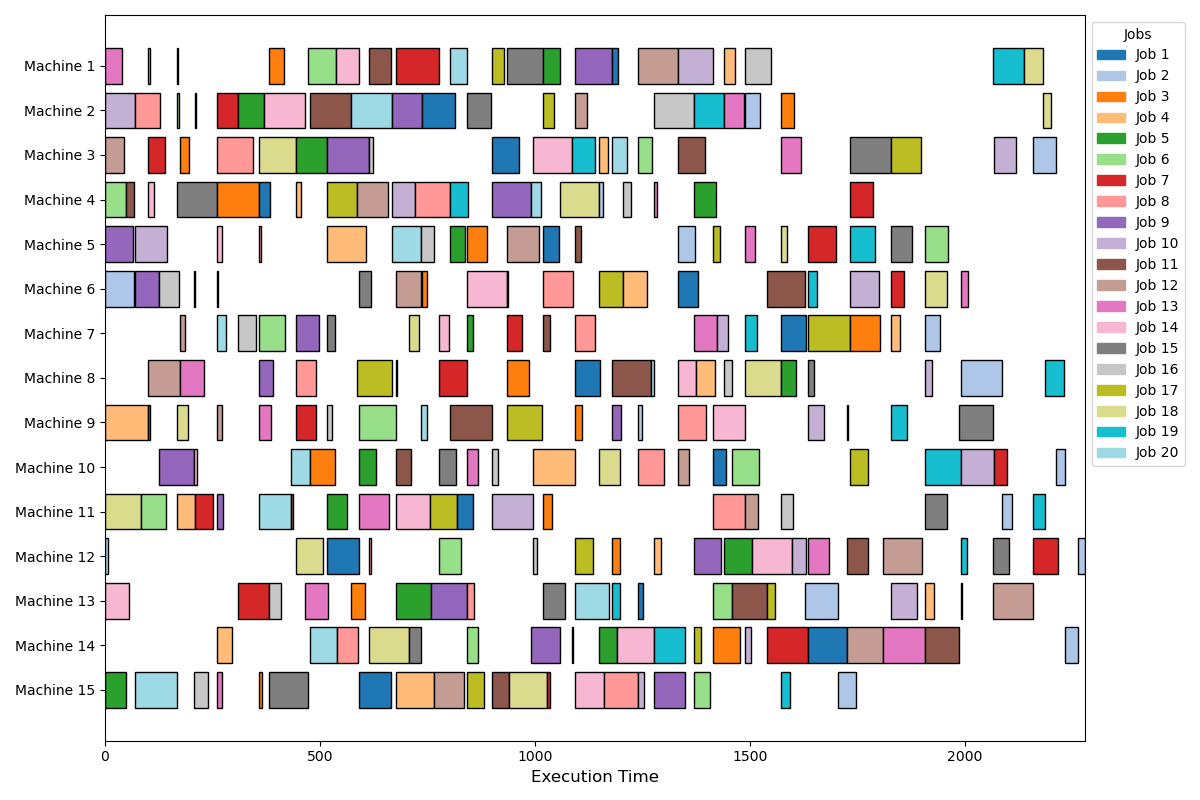 Machine 1
Machine 2
Machine 3
Machine 4
Machine 5
Machine 6
Machine 7
Machine 8
Machine 9
Machine 10
Machine 11
Machine 12
Machine 13
Machine 14
Machine 15
0 500 1000 1500 2000
Execution Time
Jobs
Job 1
Job 2
Job 3
Job 4
Job 5
Job 6
Job 7
Job 8
Job 9
Job 10
Job 11
Job 12
Job 13
Job 14
Job 15
Job 16
Job 17
Job 18
Job 19
Job 20